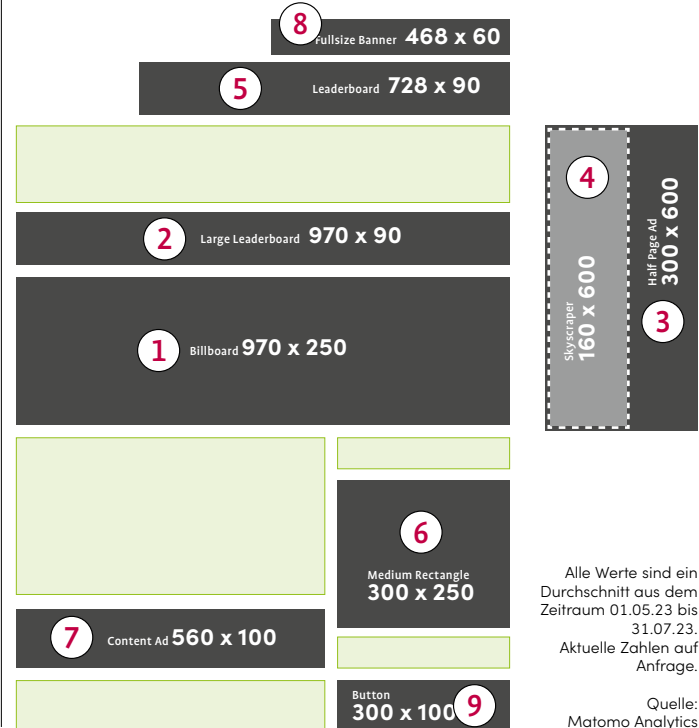 8
Fullsize Banner 468 x 60
5
Leaderboard 728 x 90
2
Large Leaderboard 970 x 90
1
Billboard 970 x 250
4
Skyscraper
160 x 600
Half Page Ad
300 x 600
3
6
Medium Rectangle
300 x 250
7
Content Ad 560 x 100
Button
300 x 100
9
Alle Werte sind ein
Durchschnitt aus dem
Zeitraum 01.05.23 bis
31.07.23.
Aktuelle Zahlen auf
Anfrage.
Quelle:
Matomo Analytics